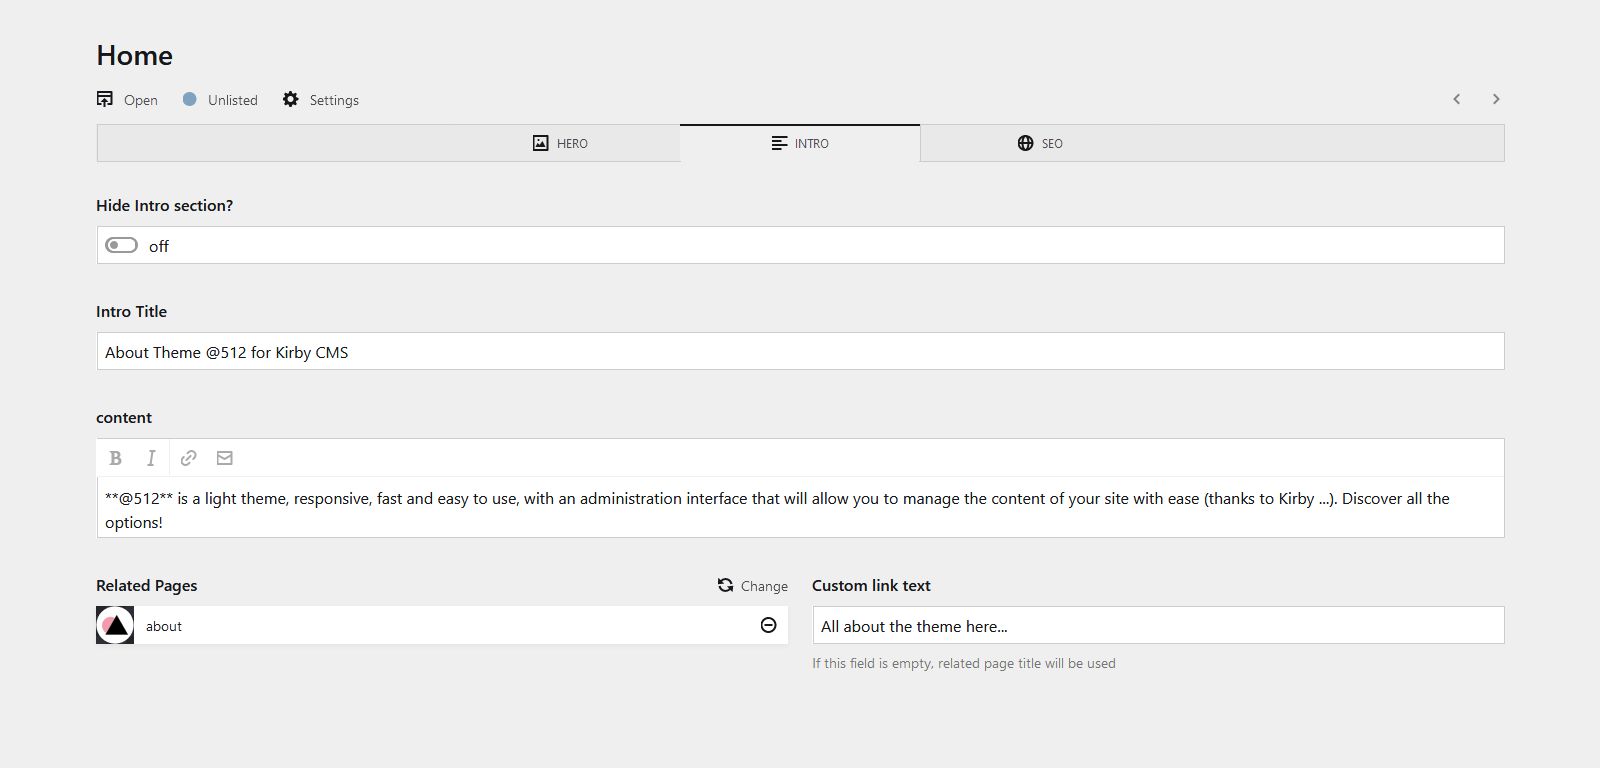 Home
Open Unlisted Settings
HERO INTRO SEO
Hide Intro section?
off
Intro Title
About Theme @512 for Kirby CMS
content
B I
**@512** is a light theme, responsive, fast and easy to use, with an administration interface that will allow you to manage the content of your site with ease (thanks to Kirby ...). Discover all the
options!
Related Pages Change
about
Custom link text
All about the theme here...
If this field is empty, related page title will be used